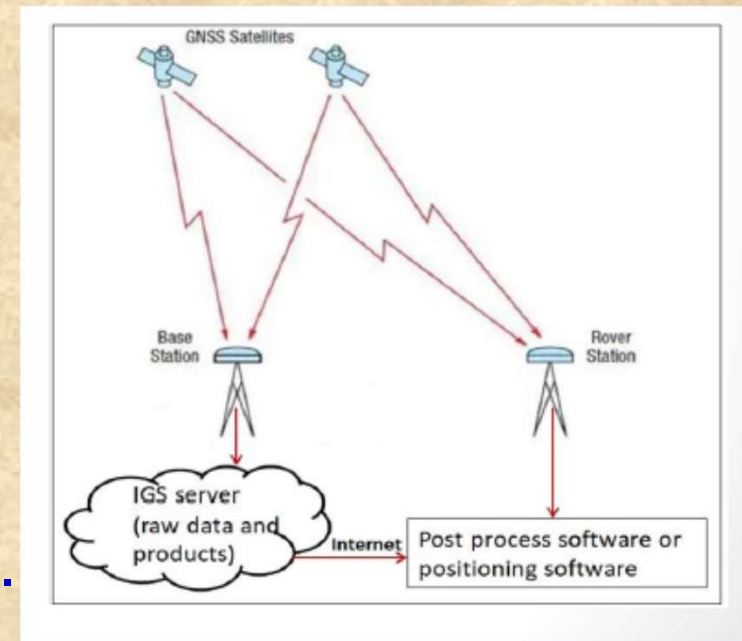 GNSS Satellites
Base
Station
Rover
Station
IGS server
(raw data and
products)
Internet
Post process software or
positioning software